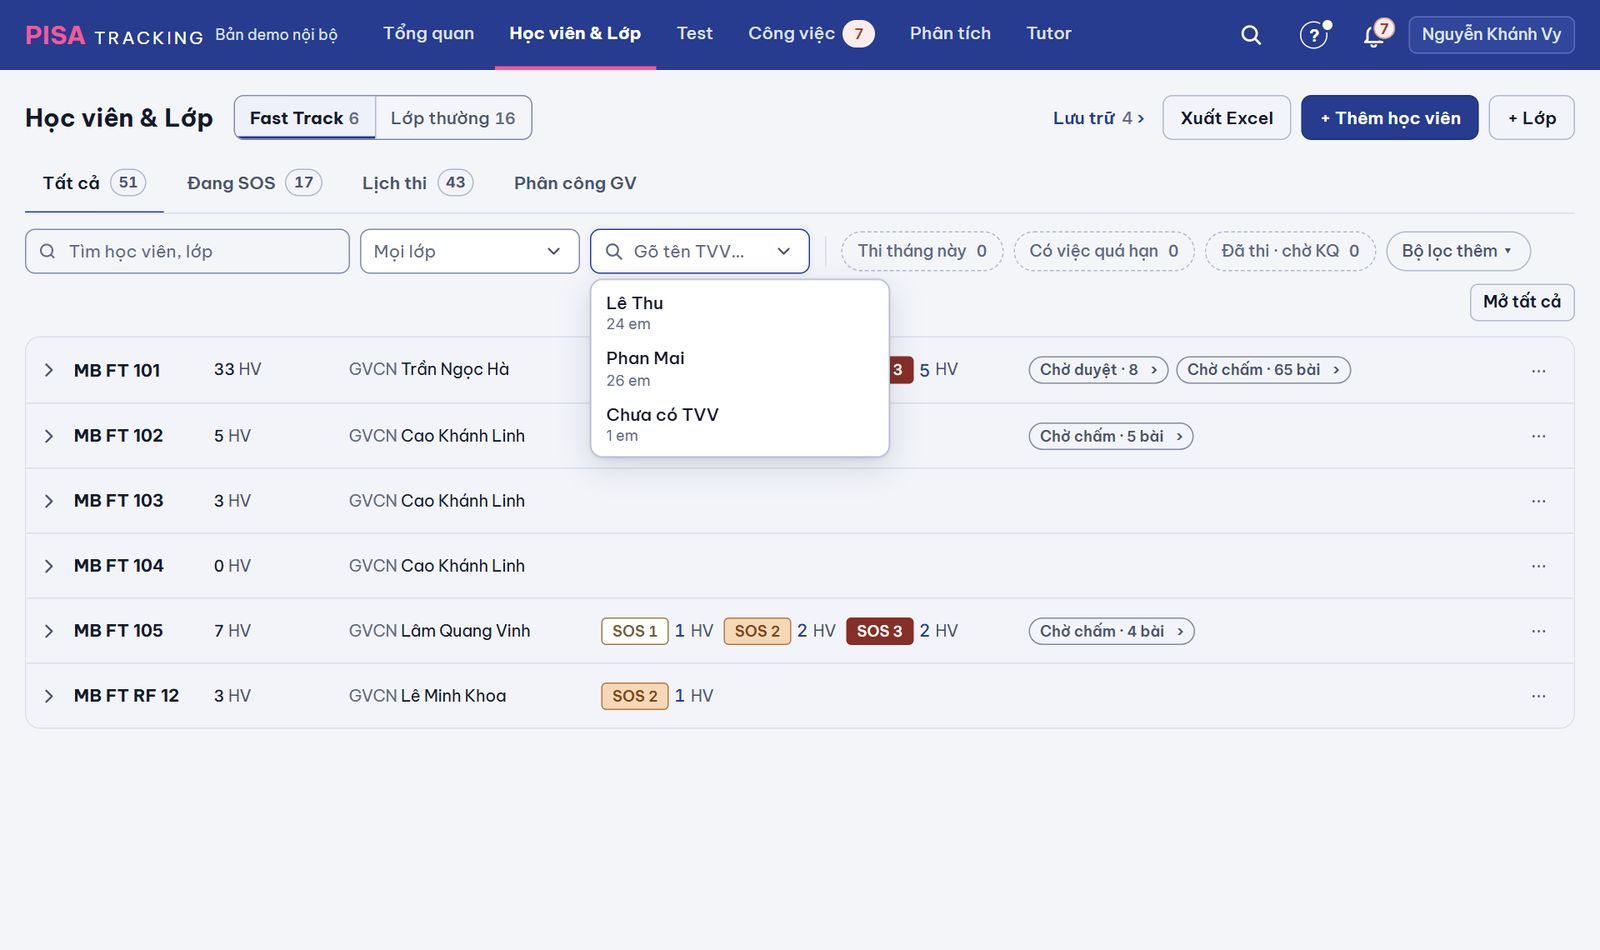 PISA TRACKING Bản demo nội bộ Tổng quan Học viên & Lớp Test Công việc 7 Phân tích Tutor ? 7 Nguyễn Khánh Vy
Học viên & Lớp Fast Track 6 Lớp thường 16 Lưu trữ 4 › Xuất Excel + Thêm học viên + Lớp
Tất cả 51 Đang SOS 17 Lịch thi 43 Phân công GV
Tìm học viên, lớp Mọi lớp Gõ tên TVV... Thi tháng này 0 Có việc quá hạn 0 Đã thi · chờ KQ 0 Bộ lọc thêm ▾
Mở tất cả
Lê Thu
24 em
Phan Mai
26 em
Chưa có TVV
1 em
MB FT 101 33 HV GVCN Trần Ngọc Hà 3 5 HV Chờ duyệt · 8 › Chờ chấm · 65 bài › ...
MB FT 102 5 HV GVCN Cao Khánh Linh Chờ chấm · 5 bài › ...
MB FT 103 3 HV GVCN Cao Khánh Linh ...
MB FT 104 0 HV GVCN Cao Khánh Linh ...
MB FT 105 7 HV GVCN Lâm Quang Vinh SOS 1 1 HV SOS 2 2 HV SOS 3 2 HV Chờ chấm · 4 bài › ...
MB FT RF 12 3 HV GVCN Lê Minh Khoa SOS 2 1 HV ...